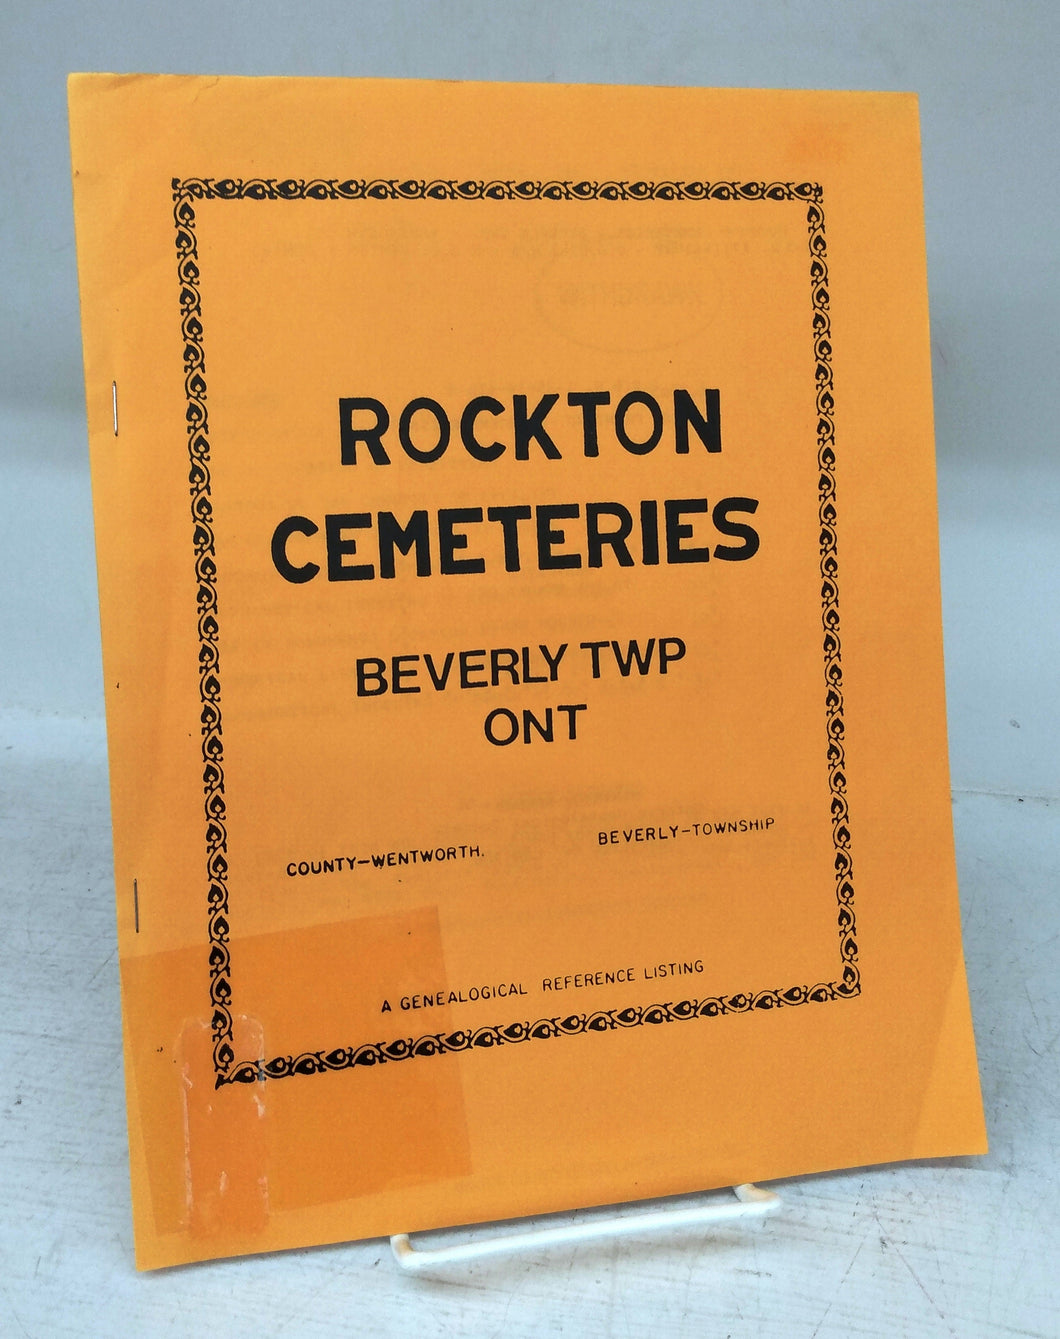 ROCKTON
CEMETERIES
BEVERLY TWP
ONT
COUNTY-WENTWORTH. BEVERLY-TOWNSHIP
A GENEALOGICAL REFERENCE LISTING